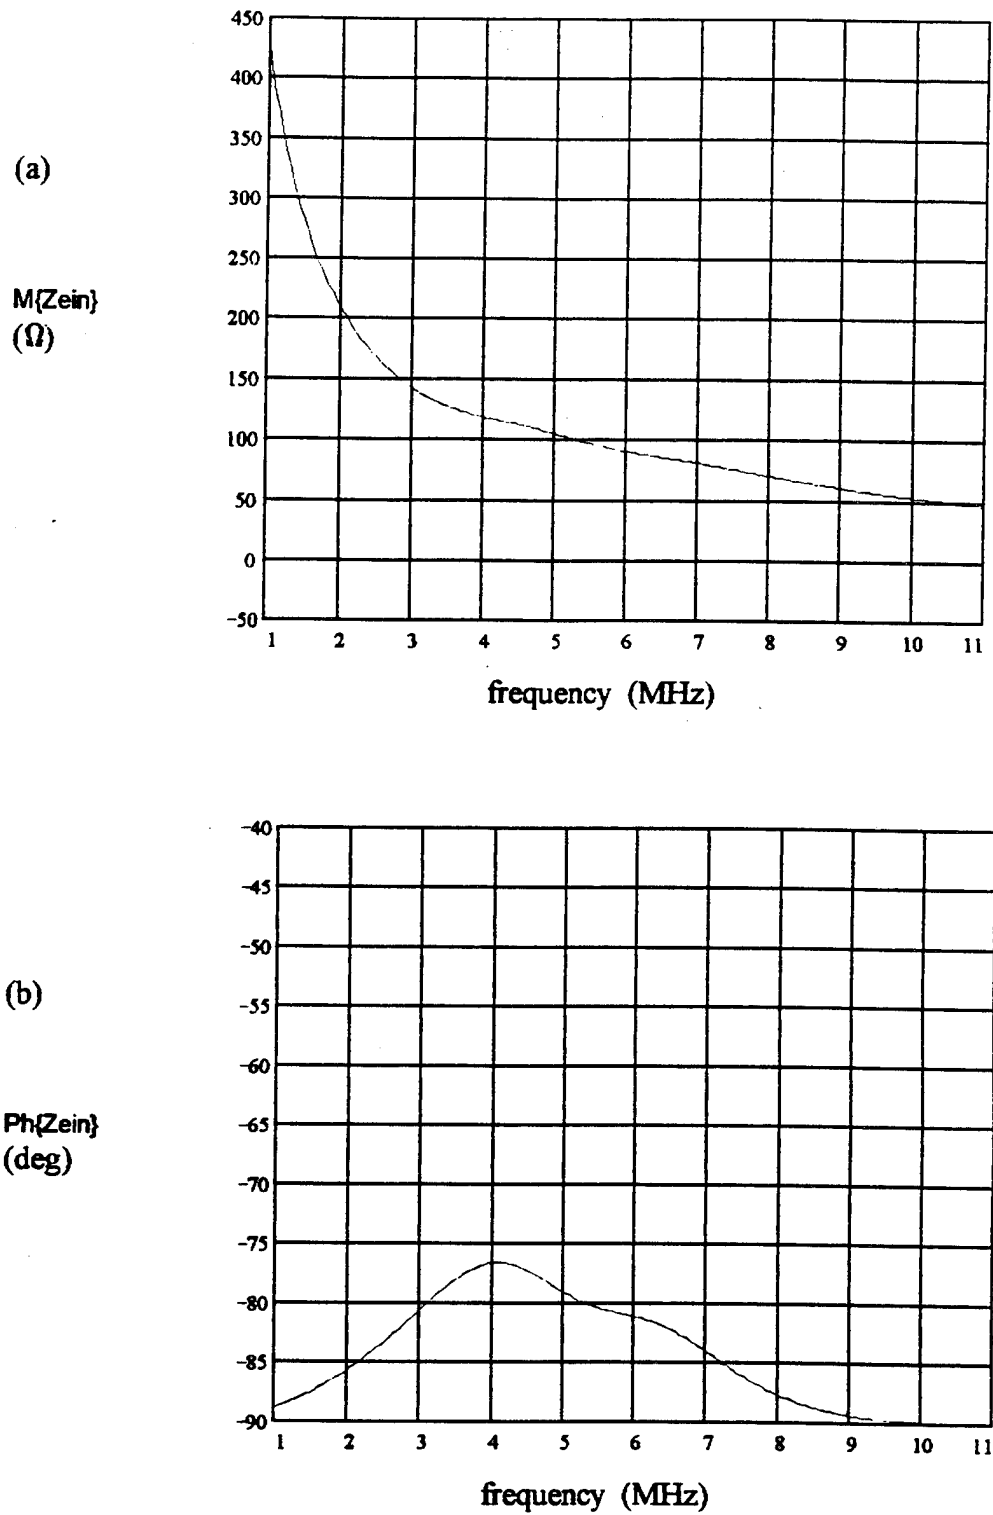 (a)
M{Zein}
(Ω)
450
400
350
300
250
200
150
100
50
0
-50
1 2 3 4 5 6 7 8 9 10 11
frequency (MHz)
(b)
Ph{Zein}
(deg)
-40
-45
-50
-55
-60
-65
-70
-75
-80
-85
-90
1 2 3 4 5 6 7 8 9 10 11
frequency (MHz)